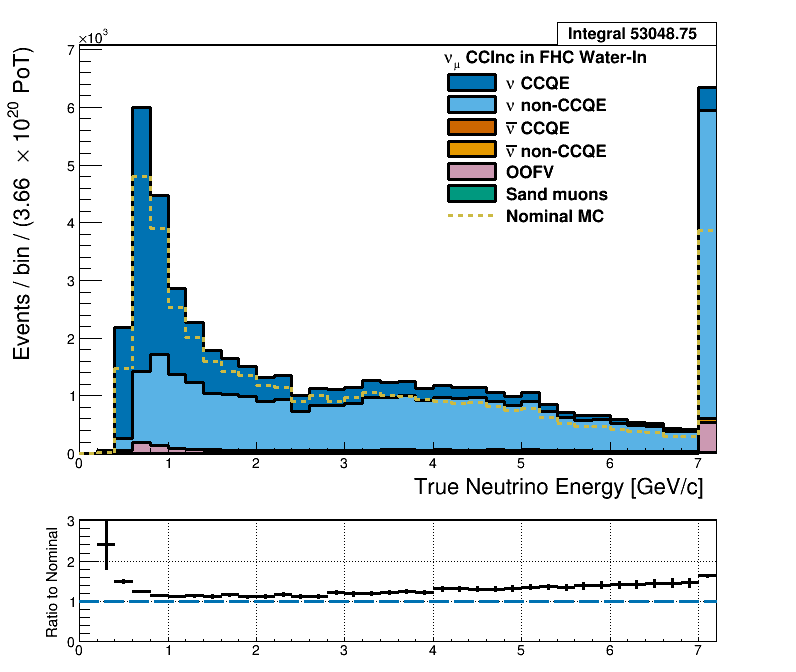 Integral 53048.75
×10³
ν_μ CCInc in FHC Water-In
ν CCQE
ν non-CCQE
ν̅ CCQE
ν̅ non-CCQE
OOFV
Sand muons
Nominal MC
Events / bin / (3.66 × 10²⁰ PoT)
7
6
5
4
3
2
1
0
0 1 2 3 4 5 6 7
True Neutrino Energy [GeV/c]
Ratio to Nominal
3
2
1
0
0 1 2 3 4 5 6 7